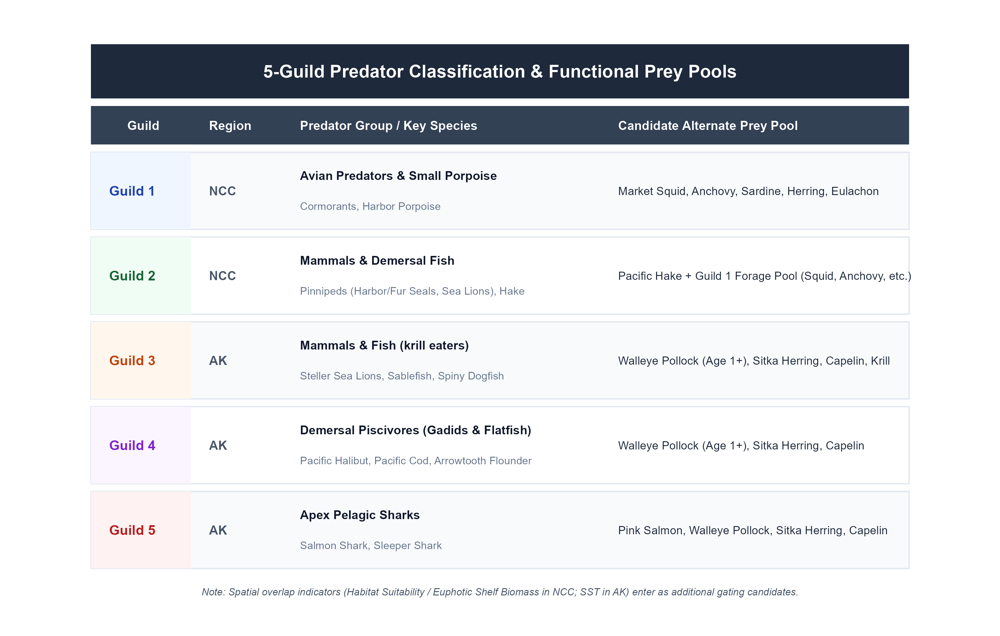 5-Guild Predator Classification & Functional Prey Pools
Guild Region Predator Group / Key Species Candidate Alternate Prey Pool
Guild 1 NCC Avian Predators & Small Porpoise
Cormorants, Harbor Porpoise
Market Squid, Anchovy, Sardine, Herring, Eulachon
Guild 2 NCC Mammals & Demersal Fish
Pinnipeds (Harbor/Fur Seals, Sea Lions), Hake
Pacific Hake + Guild 1 Forage Pool (Squid, Anchovy, etc.)
Guild 3 AK Mammals & Fish (krill eaters)
Steller Sea Lions, Sablefish, Spiny Dogfish
Walleye Pollock (Age 1+), Sitka Herring, Capelin, Krill
Guild 4 AK Demersal Piscivores (Gadids & Flatfish)
Pacific Halibut, Pacific Cod, Arrowtooth Flounder
Walleye Pollock (Age 1+), Sitka Herring, Capelin
Guild 5 AK Apex Pelagic Sharks
Salmon Shark, Sleeper Shark
Pink Salmon, Walleye Pollock, Sitka Herring, Capelin
Note: Spatial overlap indicators (Habitat Suitability / Euphotic Shelf Biomass in NCC; SST in AK) enter as additional gating candidates.